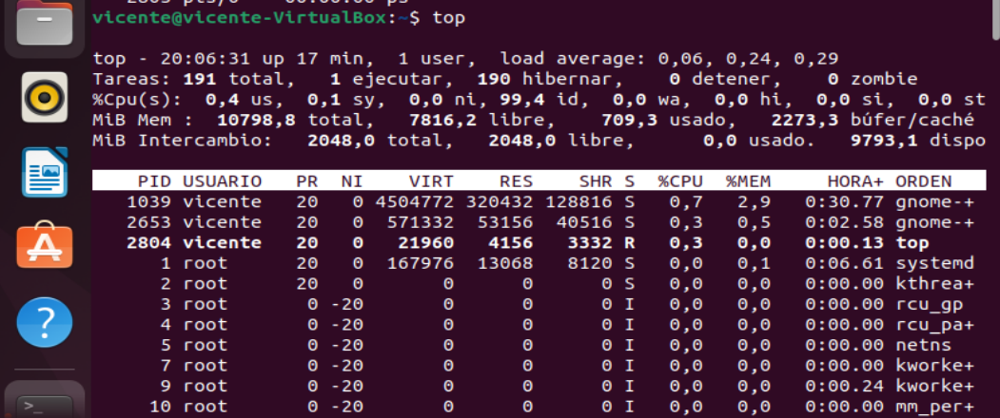 vicente@vicente-VirtualBox:~$ top
top - 20:06:31 up 17 min,  1 user,  load average: 0,06, 0,24, 0,29
Tareas: 191 total,   1 ejecutar, 190 hibernar,   0 detener,   0 zombie
%Cpu(s):  0,4 us,  0,1 sy,  0,0 ni, 99,4 id,  0,0 wa,  0,0 hi,  0,0 si,  0,0 st
MiB Mem :  10798,8 total,   7816,2 libre,    709,3 usado,   2273,3 búfer/caché
MiB Intercambio:   2048,0 total,   2048,0 libre,      0,0 usado.   9793,1 dispo
PID USUARIO   PR  NI    VIRT    RES    SHR S  %CPU  %MEM     HORA+ ORDEN
1039 vicente   20   0 4504772 320432 128816 S   0,7   2,9   0:30.77 gnome-+
2653 vicente   20   0  571332  53156  40516 S   0,3   0,5   0:02.58 gnome-+
2804 vicente   20   0   21960   4156   3332 R   0,3   0,0   0:00.13 top
1 root      20   0  167976  13068   8120 S   0,0   0,1   0:06.61 systemd
2 root      20   0       0      0      0 S   0,0   0,0   0:00.00 kthrea+
3 root       0 -20       0      0      0 I   0,0   0,0   0:00.00 rcu_gp
4 root       0 -20       0      0      0 I   0,0   0,0   0:00.00 rcu_pa+
5 root       0 -20       0      0      0 I   0,0   0,0   0:00.00 netns
7 root       0 -20       0      0      0 I   0,0   0,0   0:00.00 kworke+
9 root       0 -20       0      0      0 I   0,0   0,0   0:00.24 kworke+
10 root       0 -20       0      0      0 I   0,0   0,0   0:00.00 mm_per+